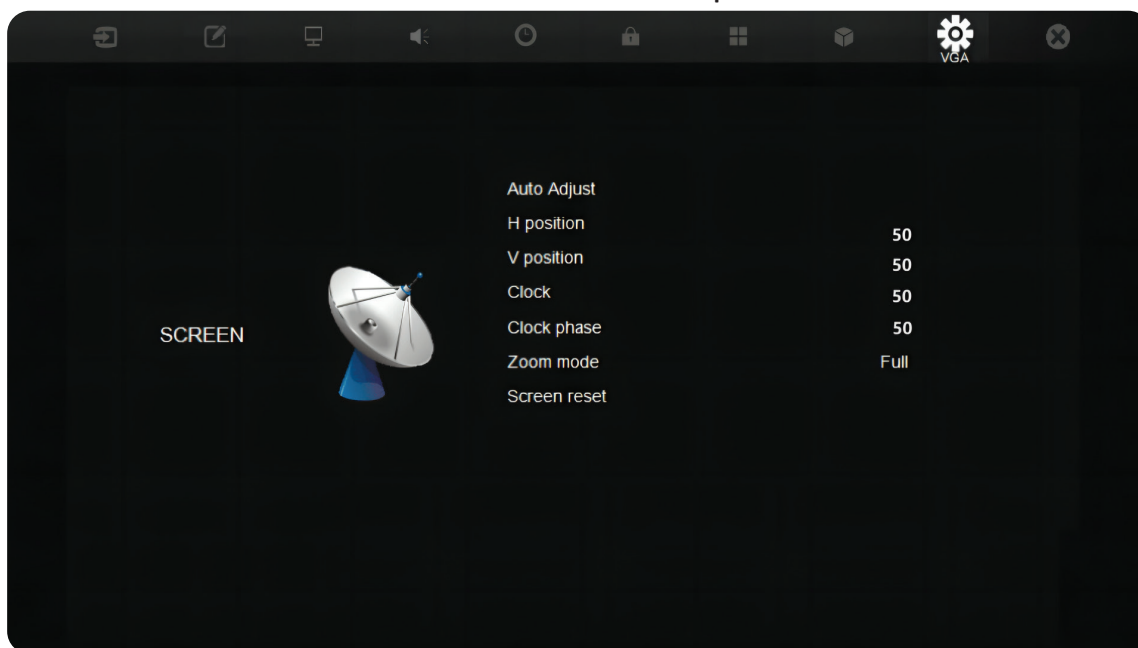 VGA
Auto Adjust
H position 50
V position 50
Clock 50
SCREEN
Clock phase 50
Zoom mode Full
Screen reset